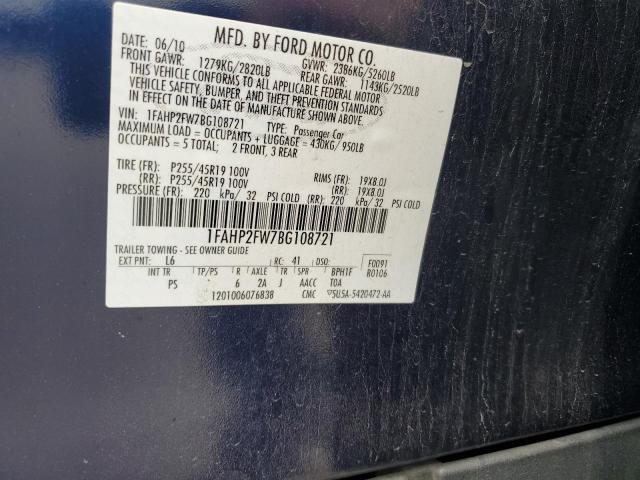 MFD. BY FORD MOTOR CO.
DATE: 06/10 GVWR: 2386KG/5260LB
FRONT GAWR: 1279KG/2820LB REAR GAWR: 1143KG/2520LB
THIS VEHICLE CONFORMS TO ALL APPLICABLE FEDERAL MOTOR
VEHICLE SAFETY, BUMPER, AND THEFT PREVENTION STANDARDS
IN EFFECT ON THE DATE OF MANUFACTURE SHOWN ABOVE.
VIN: 1FAHP2FW7BG108721 TYPE: Passenger Car
MAXIMUM LOAD = OCCUPANTS + LUGGAGE = 430KG/950LB
OCCUPANTS = 5 TOTAL; 2 FRONT, 3 REAR
TIRE (FR): P255/45R19 100V RIMS (FR): 19X8.0J
(RR): P255/45R19 100V (RR): 19X8.0J
PRESSURE (FR): 220 kPa/ 32 PSI COLD (RR): 220 kPa/ 32 PSI COLD
1FAHP2FW7BG108721
TRAILER TOWING - SEE OWNER GUIDE
EXT PNT: L6 RC: 41 DSO: F0091
INT TR TP/PS R AXLE TR SPR BPH1F R0106
PS 6 2A J AACC TOA
1201006076838 CMC ▽5U5A-5420472-AA